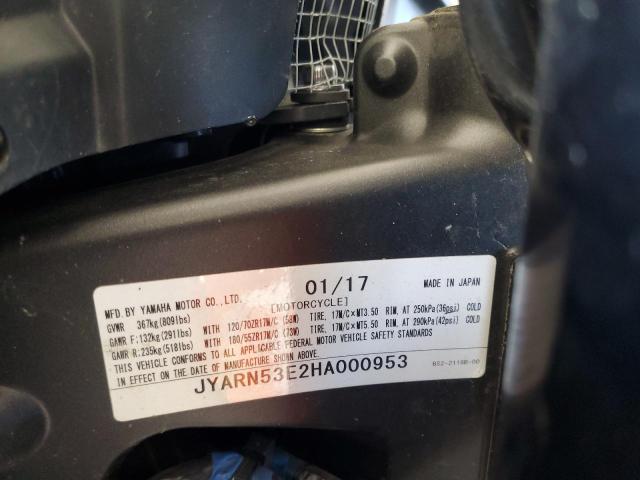 MFD. BY YAMAHA MOTOR CO., LTD. 01/17 MADE IN JAPAN
[MOTORCYCLE]
GVWR 367kg(809lbs)
GAWR F:132kg(291lbs) WITH 120/70ZR17M/C (58W) TIRE, 17M/C×MT3.50 RIM, AT 250kPa(36psi) COLD
GAWR R:235kg(518lbs) WITH 180/55ZR17M/C (73W) TIRE, 17M/C×MT5.50 RIM, AT 290kPa(42psi) COLD
THIS VEHICLE CONFORMS TO ALL APPLICABLE FEDERAL MOTOR VEHICLE SAFETY STANDARDS
IN EFFECT ON THE DATE OF MANUFACTURE SHOWN ABOVE.
JYARN53E2HA000953